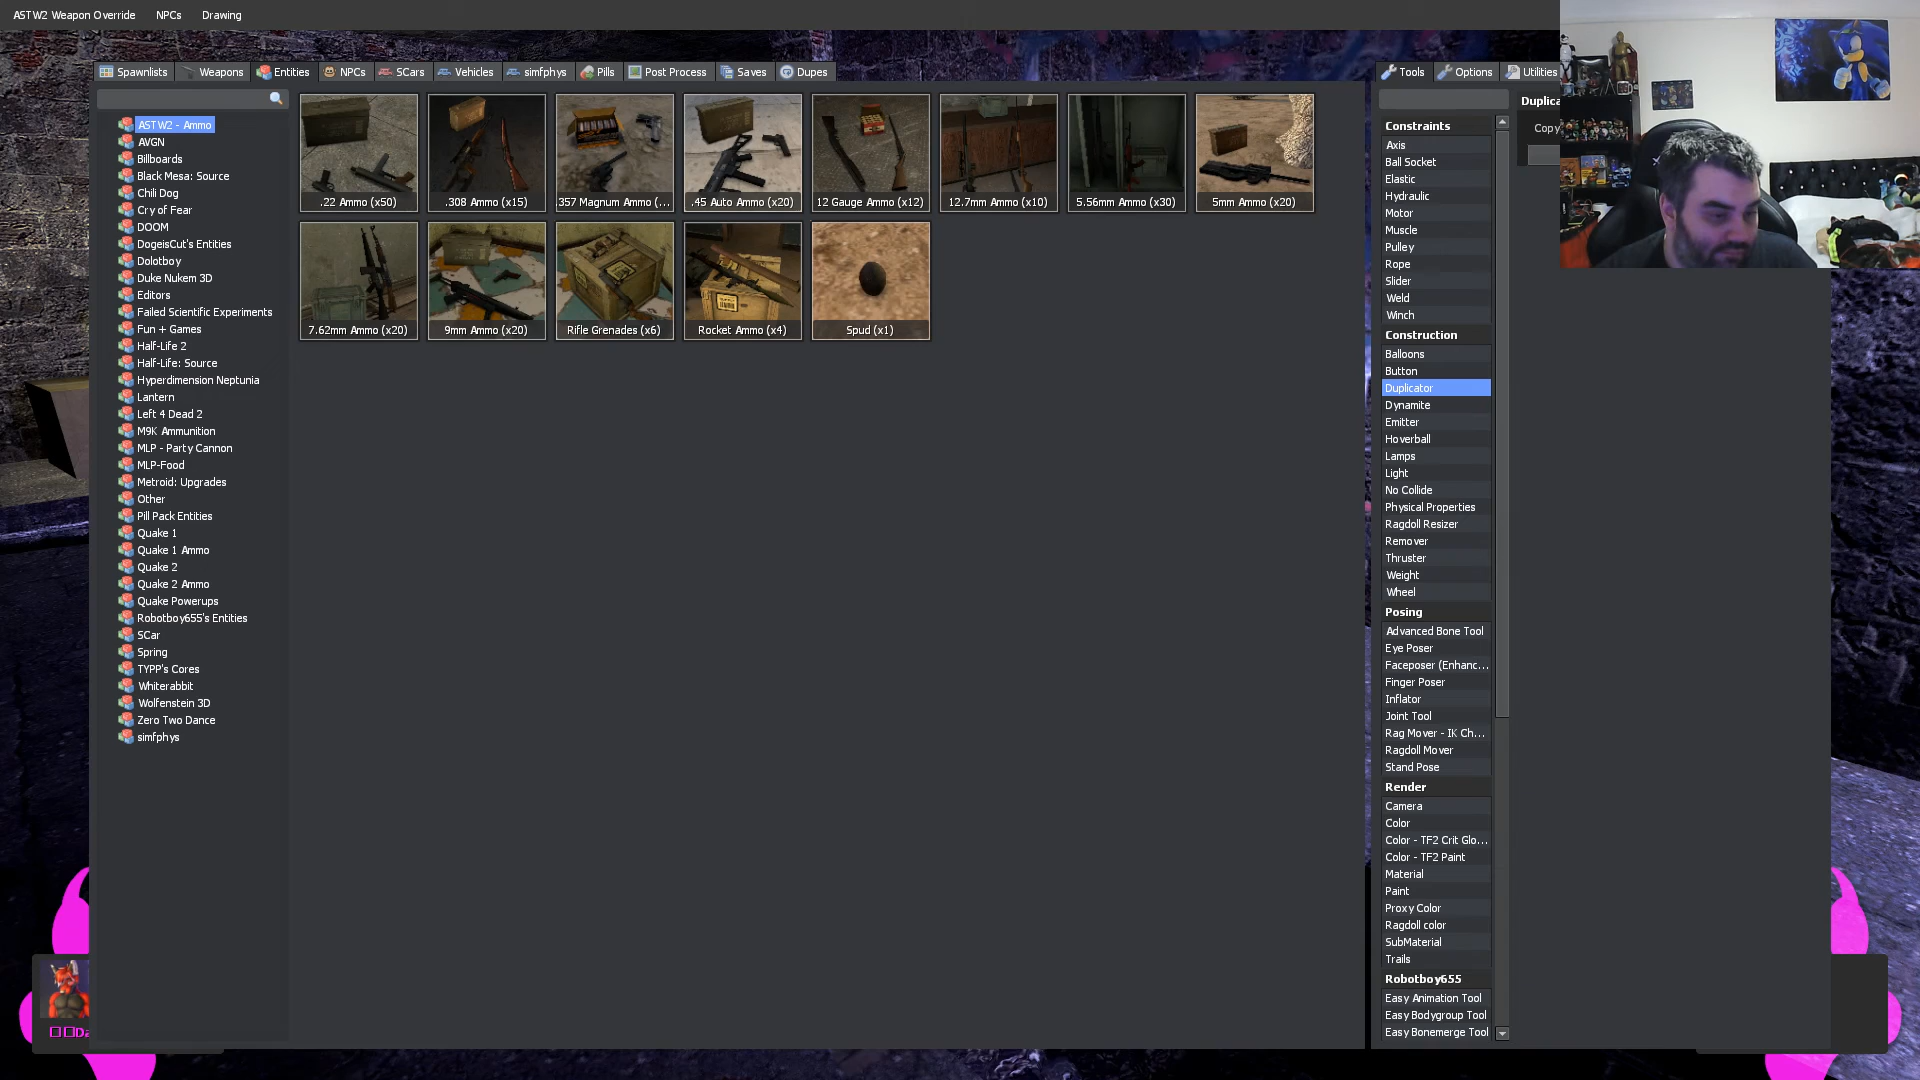 ASTW2 Weapon Override NPCs Drawing
Spawnlists Weapons Entities NPCs SCars Vehicles simfphys Pills Post Process Saves Dupes
ASTW2 - Ammo
AVGN
Billboards
Black Mesa: Source
Chili Dog
Cry of Fear
DOOM
DogeisCut's Entities
Dolotboy
Duke Nukem 3D
Editors
Failed Scientific Experiments
Fun + Games
Half-Life 2
Half-Life: Source
Hyperdimension Neptunia
Lantern
Left 4 Dead 2
M9K Ammunition
MLP - Party Cannon
MLP-Food
Metroid: Upgrades
Other
Pill Pack Entities
Quake 1
Quake 1 Ammo
Quake 2
Quake 2 Ammo
Quake Powerups
Robotboy655's Entities
SCar
Spring
TYPP's Cores
Whiterabbit
Wolfenstein 3D
Zero Two Dance
simfphys
.22 Ammo (x50)
.308 Ammo (x15)
357 Magnum Ammo (...
.45 Auto Ammo (x20)
12 Gauge Ammo (x12)
12.7mm Ammo (x10)
5.56mm Ammo (x30)
5mm Ammo (x20)
7.62mm Ammo (x20)
9mm Ammo (x20)
Rifle Grenades (x6)
Rocket Ammo (x4)
Spud (x1)
Tools Options Utilities
Constraints
Axis
Ball Socket
Elastic
Hydraulic
Motor
Muscle
Pulley
Rope
Slider
Weld
Winch
Construction
Balloons
Button
Duplicator
Dynamite
Emitter
Hoverball
Lamps
Light
No Collide
Physical Properties
Ragdoll Resizer
Remover
Thruster
Weight
Wheel
Posing
Advanced Bone Tool
Eye Poser
Faceposer (Enhanc...
Finger Poser
Inflator
Joint Tool
Rag Mover - IK Ch...
Ragdoll Mover
Stand Pose
Render
Camera
Color
Color - TF2 Crit Glo...
Color - TF2 Paint
Material
Paint
Proxy Color
Ragdoll color
SubMaterial
Trails
Robotboy655
Easy Animation Tool
Easy Bodygroup Tool
Easy Bonemerge Tool
Duplica
Copy
Da